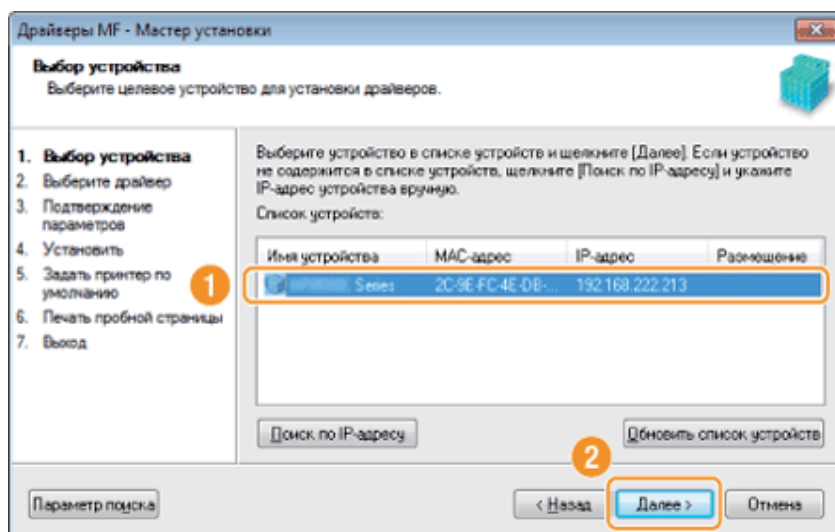 Драйверы MF - Мастер установки
Выбор устройства
Выберите целевое устройство для установки драйверов.
1. Выбор устройства
2. Выберите драйвер
3. Подтверждение
параметров
4. Установить
5. Задать принтер по
умолчанию
6. Печать пробной страницы
7. Выход
Выберите устройство в списке устройств и щелкните [Далее]. Если устройство
не содержится в списке устройств, щелкните [Поиск по IP-адресу] и укажите
IP-адрес устройства вручную.
Список устройств:
Имя устройства MAC-адрес IP-адрес Размещение
1
Series 2C-9E-FC-4E-DB-... 192.168.222.213
Поиск по IP-адресу Обновить список устройств
2
Параметр поиска < Назад Далее > Отмена